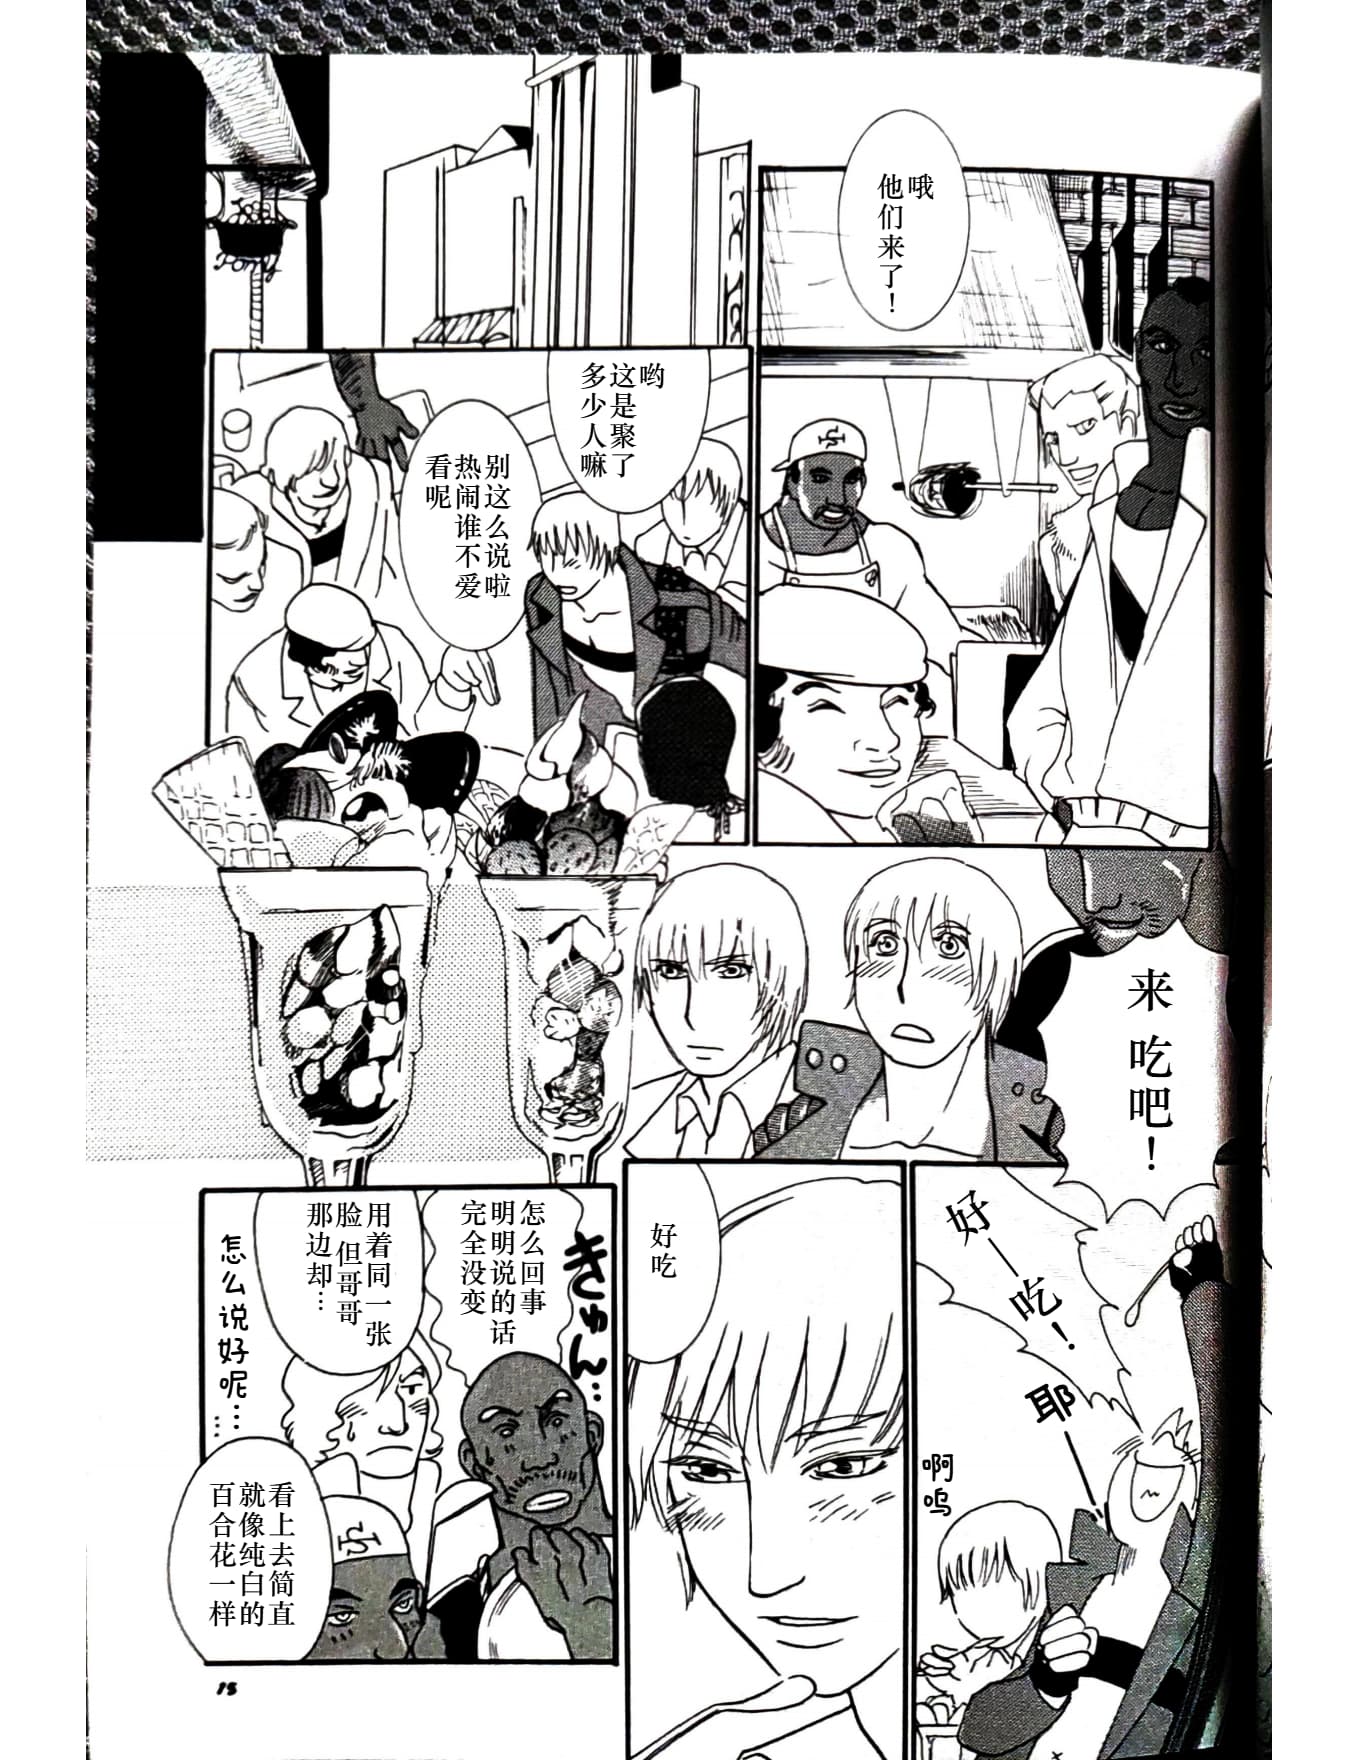 哦
他们来了！
哟
这是聚了
多少人嘛
别这么说啦
热闹谁不爱
看呢
来吃吧！
好——吃！
耶——
啊
呜
好吃
きゅん…
怎么回事
明明说的话
完全没变
用着同一张
脸但哥哥
那边却…
怎么说好呢……
看上去简直
就像纯白的
百合花一样
15